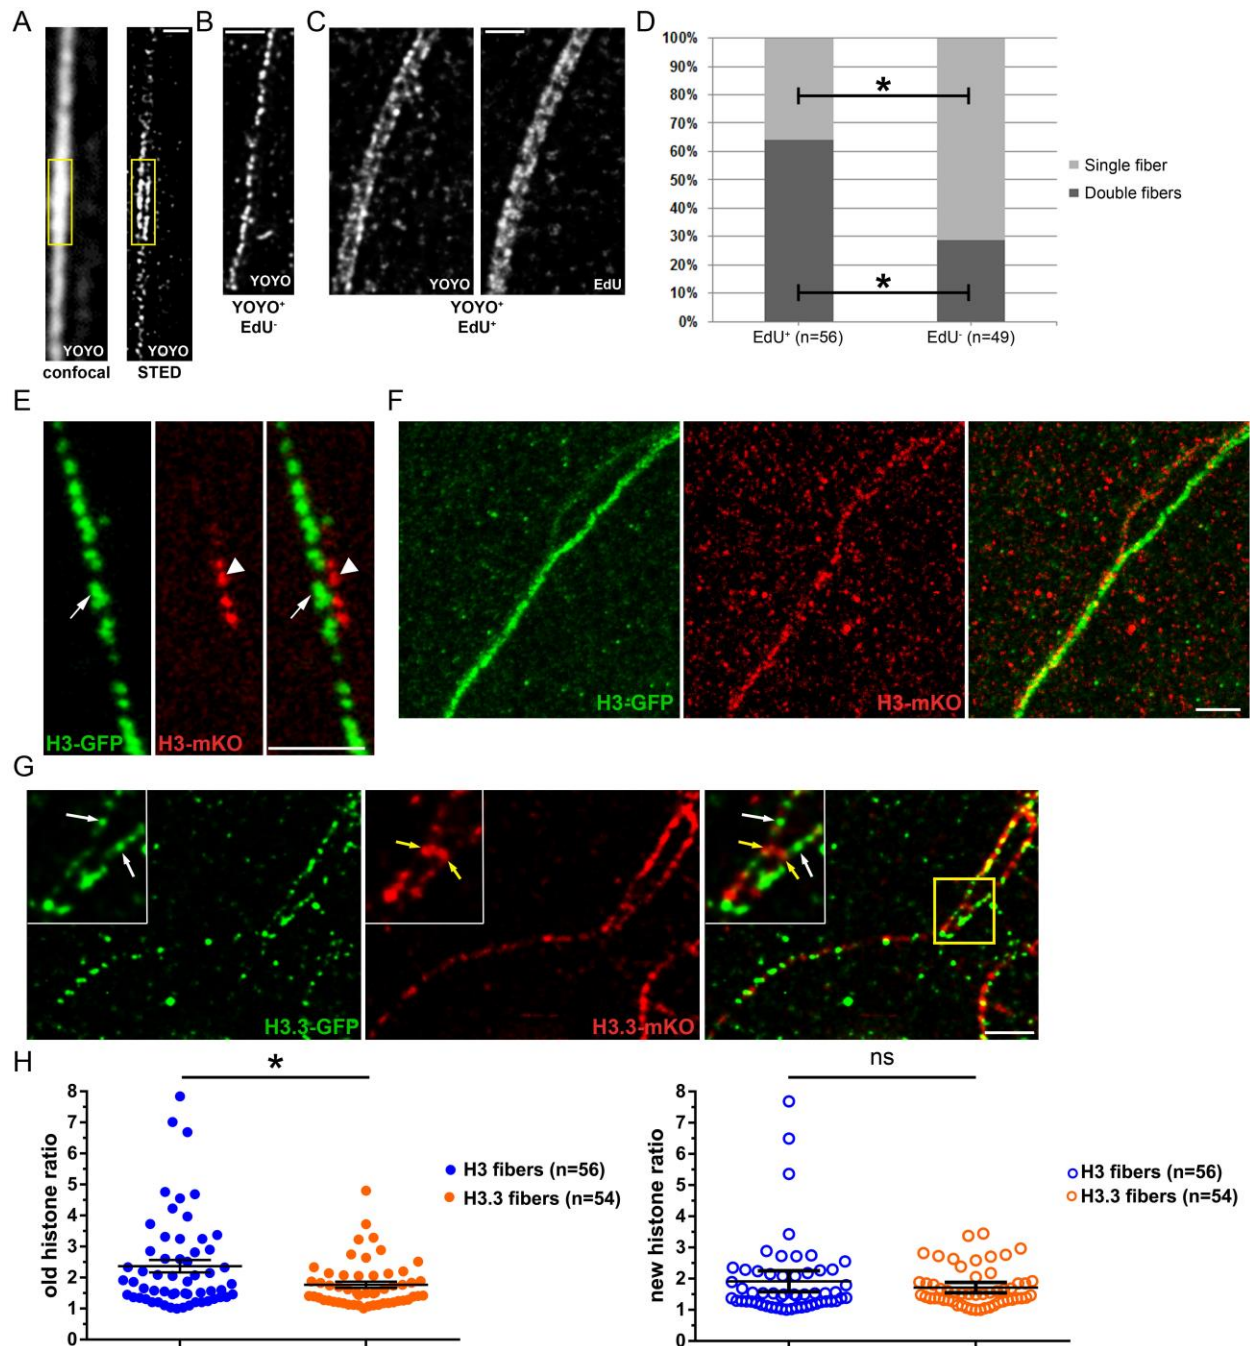 A
B
C
D
YOYO
YOYO
confocal
STED
YOYO
YOYO⁺
EdU⁻
YOYO
EdU
YOYO⁺
EdU⁺
100%
90%
80%
70%
60%
50%
40%
30%
20%
10%
0%
*
*
EdU⁺ (n=56)
EdU⁻ (n=49)
Single fiber
Double fibers
E
F
H3-GFP
H3-mKO
H3-GFP
H3-mKO
G
H3.3-GFP
H3.3-mKO
H
*
old histone ratio
8
7
6
5
4
3
2
1
0
H3 fibers (n=56)
H3.3 fibers (n=54)
ns
new histone ratio
8
7
6
5
4
3
2
1
0
H3 fibers (n=56)
H3.3 fibers (n=54)